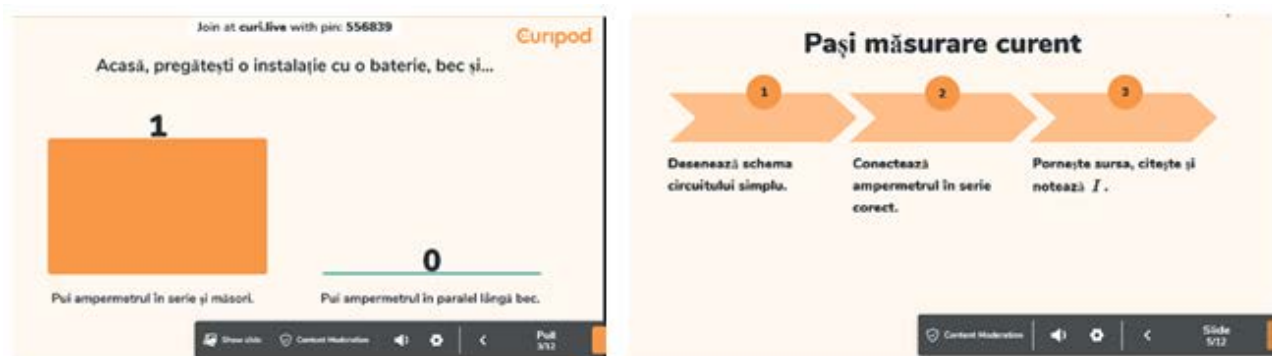 Join at curi.live with pin: 556839
Curipod
Acasă, pregătești o instalație cu o baterie, bec și...
1
0
Pui ampermetrul în serie și măsori.
Pui ampermetrul în paralel lângă bec.
Show slide
Content Moderation
Poll
3/12
Pași măsurare curent
1
2
3
Desenează schema
circuitului simplu.
Conectează
ampermetrul în serie
corect.
Pornește sursa, citește și
notează I.
Content Moderation
Slide
5/12